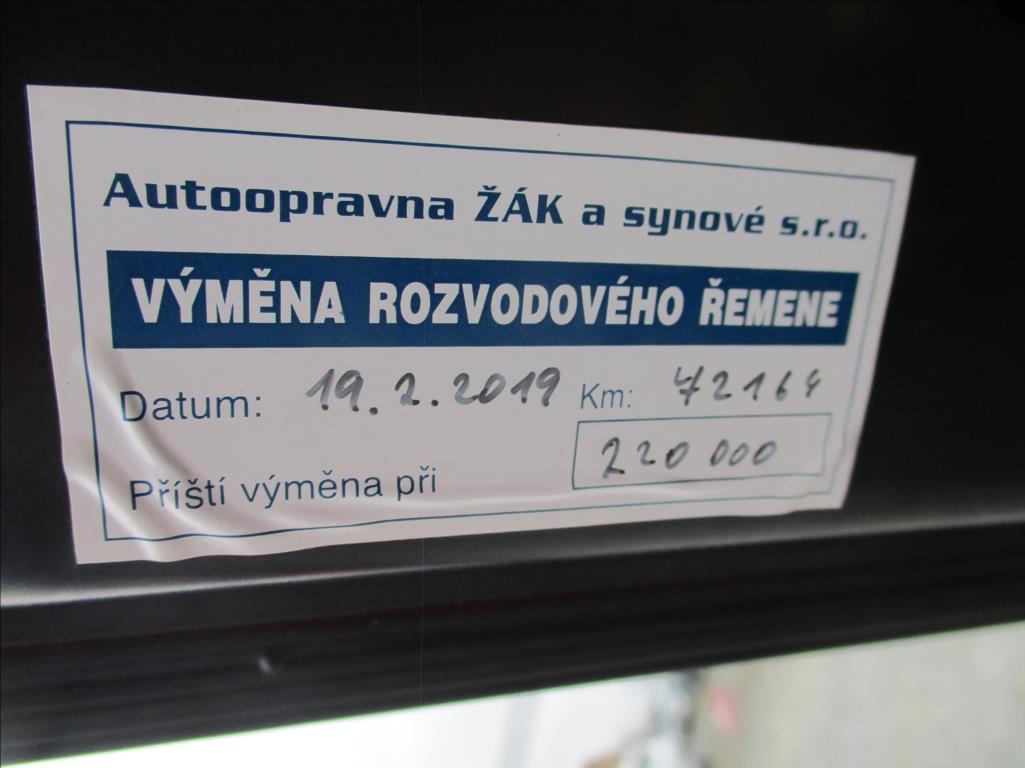 Autoopravna ŽÁK a synové s.r.o.
VÝMĚNA ROZVODOVÉHO ŘEMENE
Datum: 19.2.2019 Km: 72164
220 000
Příští výměna při